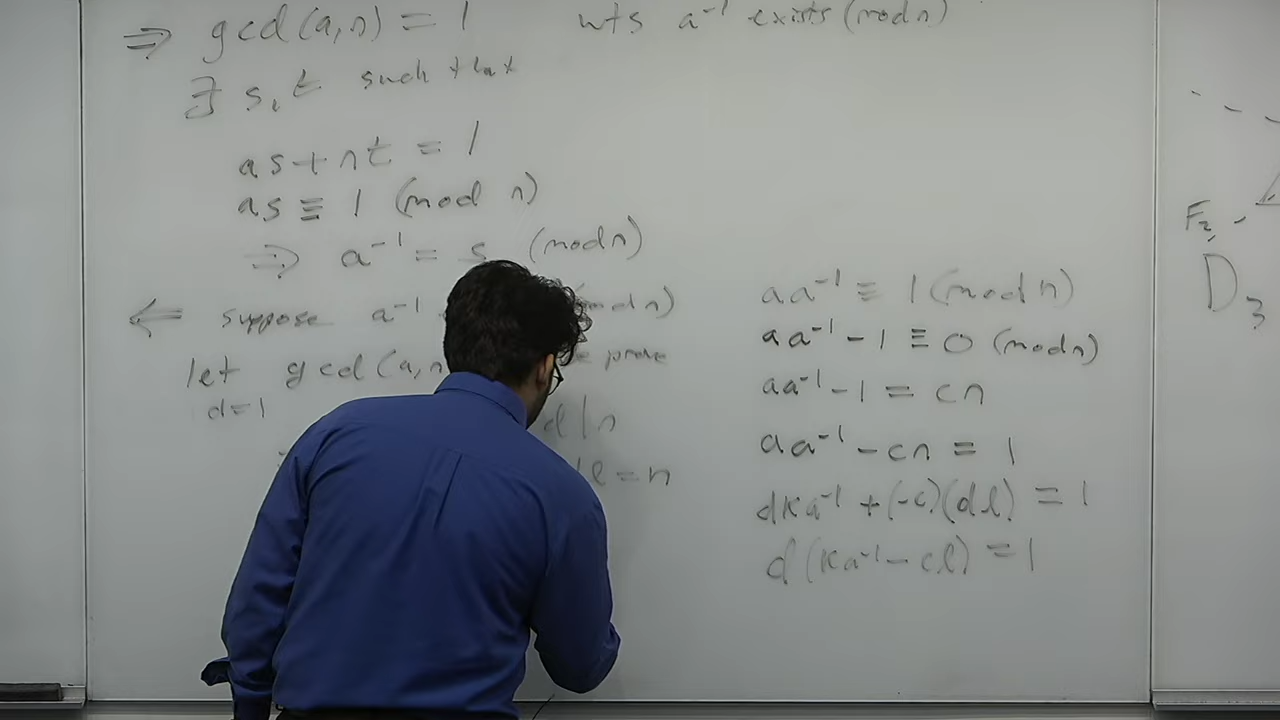 ⇒ gcd(a,n) = 1 wts a⁻¹ exists (mod n)
∃ s, t such that
as + nt = 1
as ≡ 1 (mod n)
⇒ a⁻¹ = s (mod n)
⇐ suppose a⁻¹ mod n)
let gcd(a,n prove
d=1
d | n
l = n
aa⁻¹ ≡ 1 (mod n)
aa⁻¹ - 1 ≡ 0 (mod n)
aa⁻¹ - 1 = cn
aa⁻¹ - cn = 1
dka⁻¹ + (-c)(dl) = 1
d(ka⁻¹ - cl) = 1
F₂,
D₃